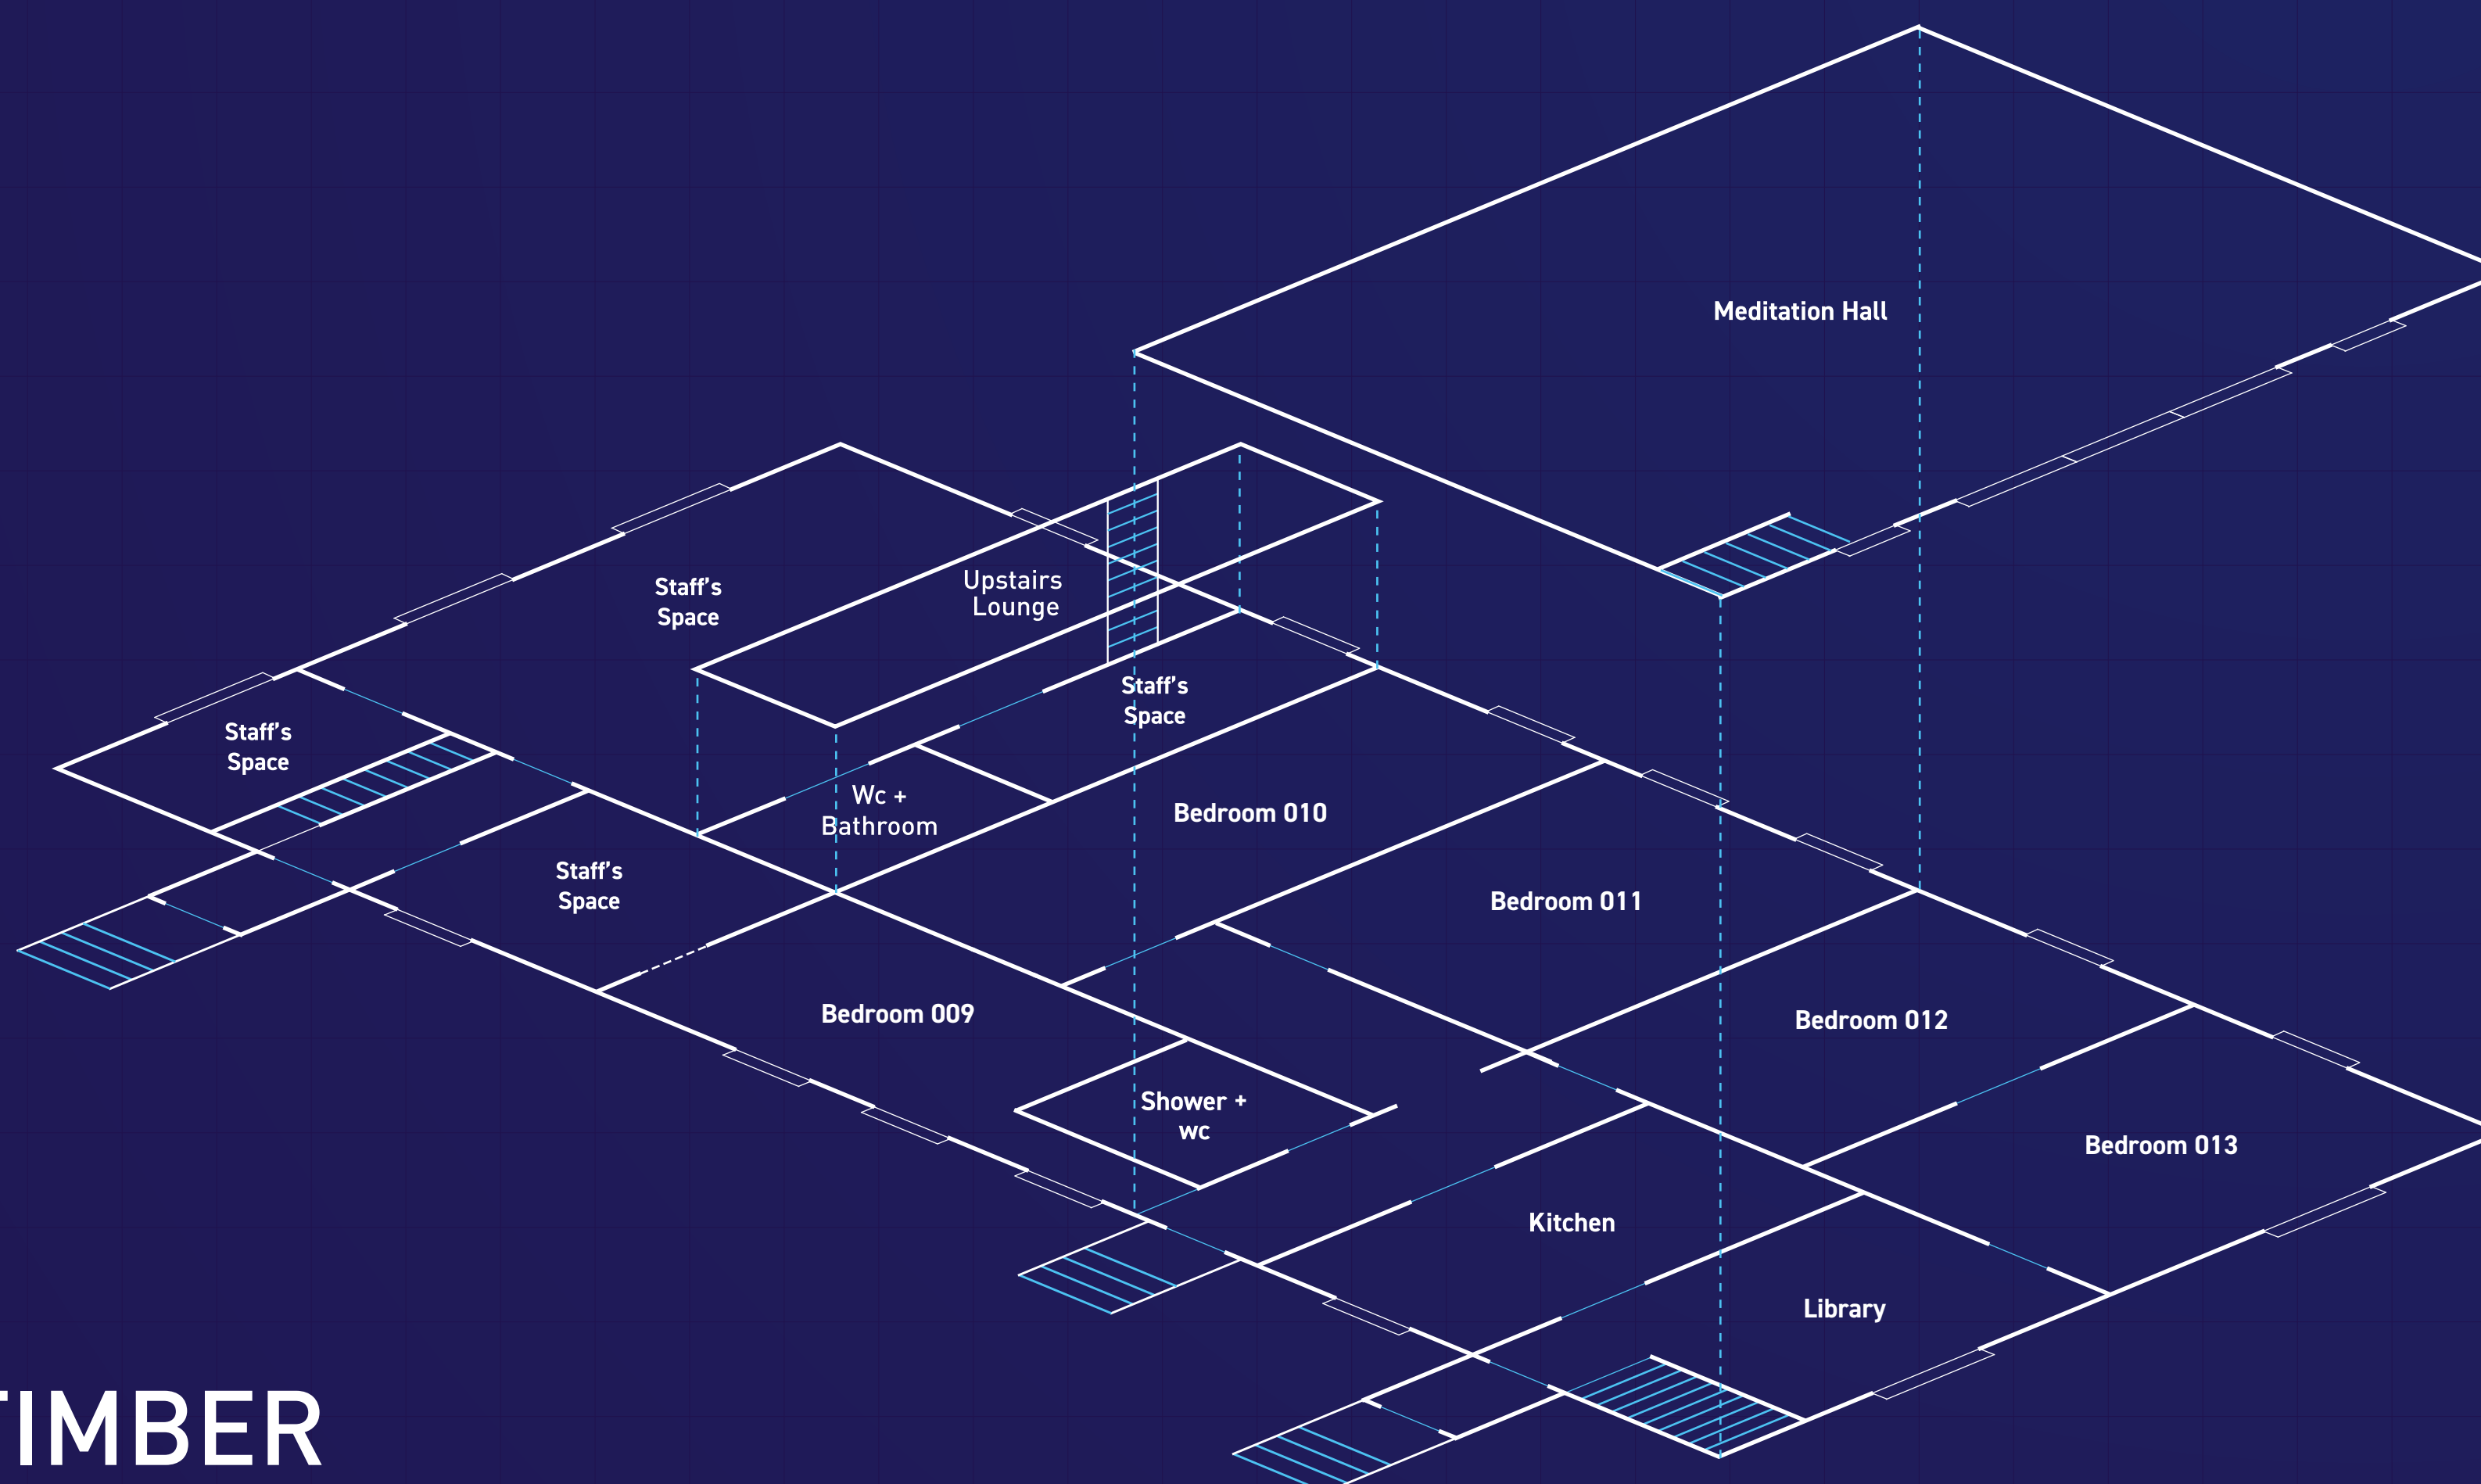 Meditation Hall
Staff's
Space
Upstairs
Lounge
Staff's
Space
Staff's
Space
Wc +
Bathroom
Bedroom 010
Staff's
Space
Bedroom 011
Bedroom 009
Bedroom 012
Shower +
wc
Bedroom 013
Kitchen
Library
TIMBER